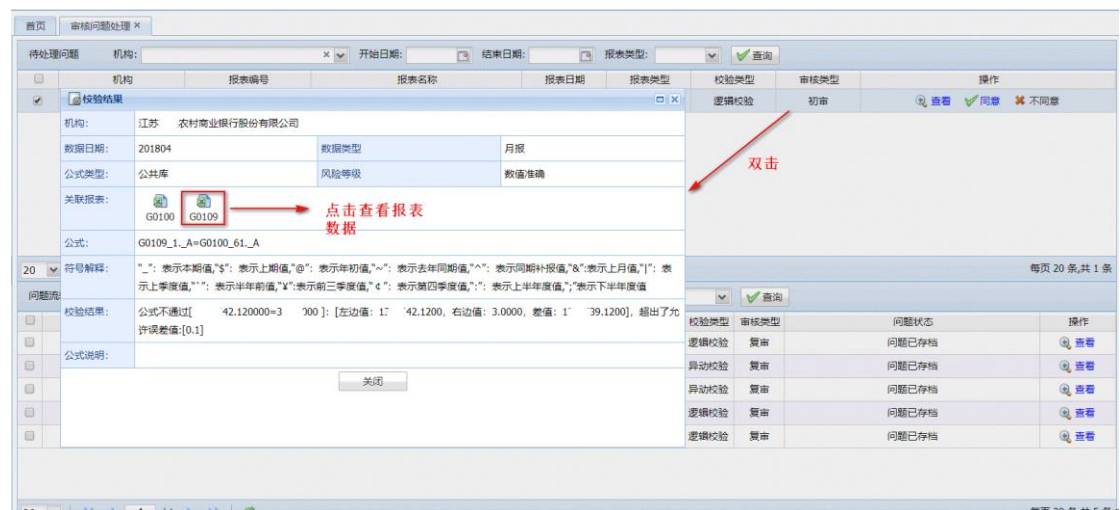 首页 审核问题处理 ×
待处理问题 机构: 开始日期: 结束日期: 报表类型: 查询
机构 报表编号 报表名称 报表日期 报表类型 校验类型 审核类型 操作
逻辑校验 初审 查看 同意 不同意
校验结果
机构: 江苏 农村商业银行股份有限公司
数据日期: 201804 数据类型 月报
公式类型: 公共库 风险等级 数值准确
关联报表: G0100 G0109
双击
点击查看报表
数据
公式: G0109_1._A=G0100_61._A
符号解释: "_": 表示本期值,"$": 表示上期值,"@": 表示年初值,"~": 表示去年同期值,"^": 表示同期补报值,"&":表示上月值,"|": 表
示上季度值,"`": 表示半年前值,"¥":表示前三季度值,"¢": 表示第四季度值,":": 表示上半年度值,";"表示下半年度值
校验结果: 公式不通过[ 42.120000=3 000 ]: [左边值: 1 42.1200, 右边值: 3.0000, 差值: 1 39.1200], 超出了允
许误差值:[0.1]
公式说明:
关闭
20 每页 20 条,共 1 条
问题流 查询
校验类型 审核类型 问题状态 操作
逻辑校验 复审 问题已存档 查看
异动校验 复审 问题已存档 查看
异动校验 复审 问题已存档 查看
逻辑校验 复审 问题已存档 查看
逻辑校验 复审 问题已存档 查看
每页 20 条,共 5 条